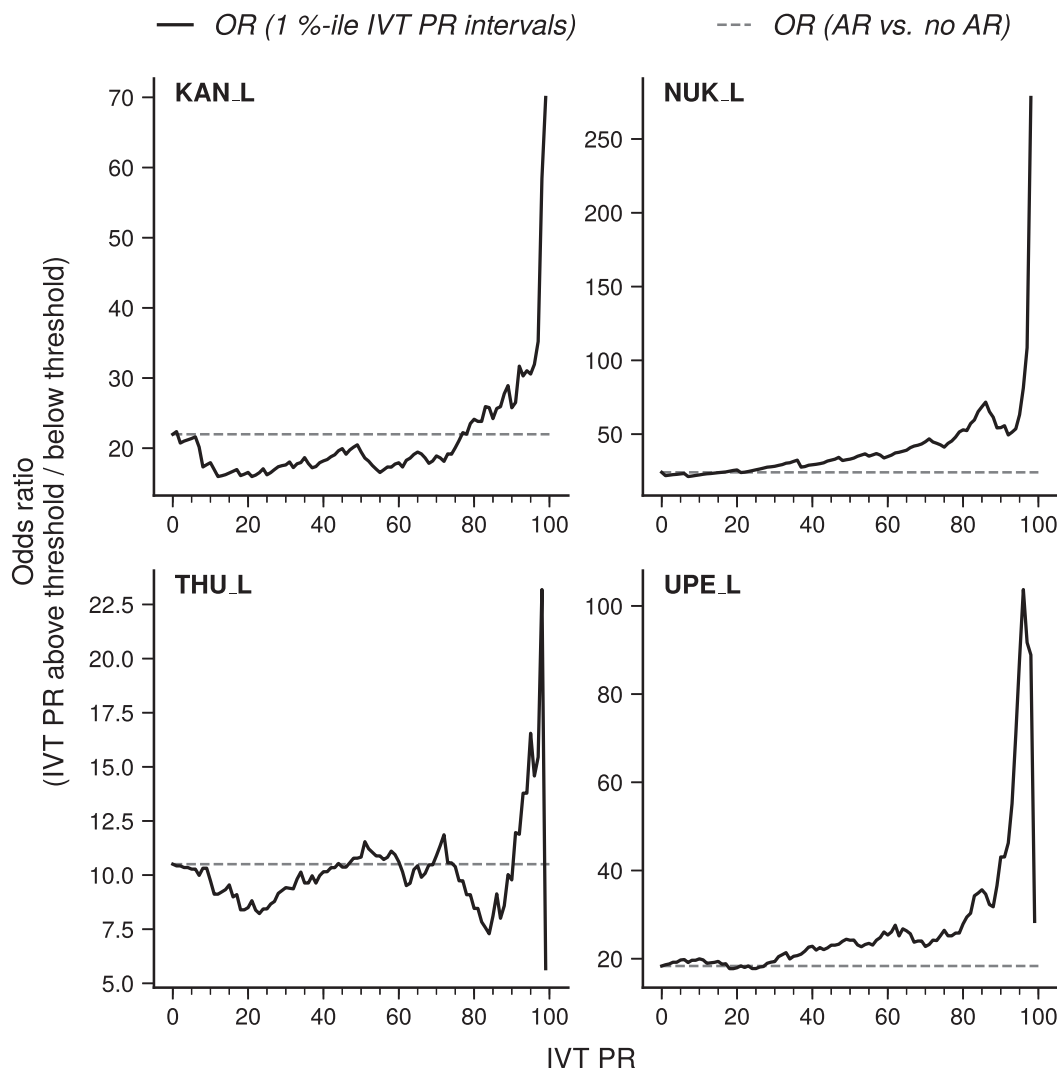 OR (1 %-ile IVT PR intervals)
OR (AR vs. no AR)
KAN_L
70
60
50
40
30
20
0 20 40 60 80 100
NUK_L
250
200
150
100
50
0 20 40 60 80 100
Odds ratio
(IVT PR above threshold / below threshold)
THU_L
22.5
20.0
17.5
15.0
12.5
10.0
7.5
5.0
0 20 40 60 80 100
UPE_L
100
80
60
40
20
0 20 40 60 80 100
IVT PR